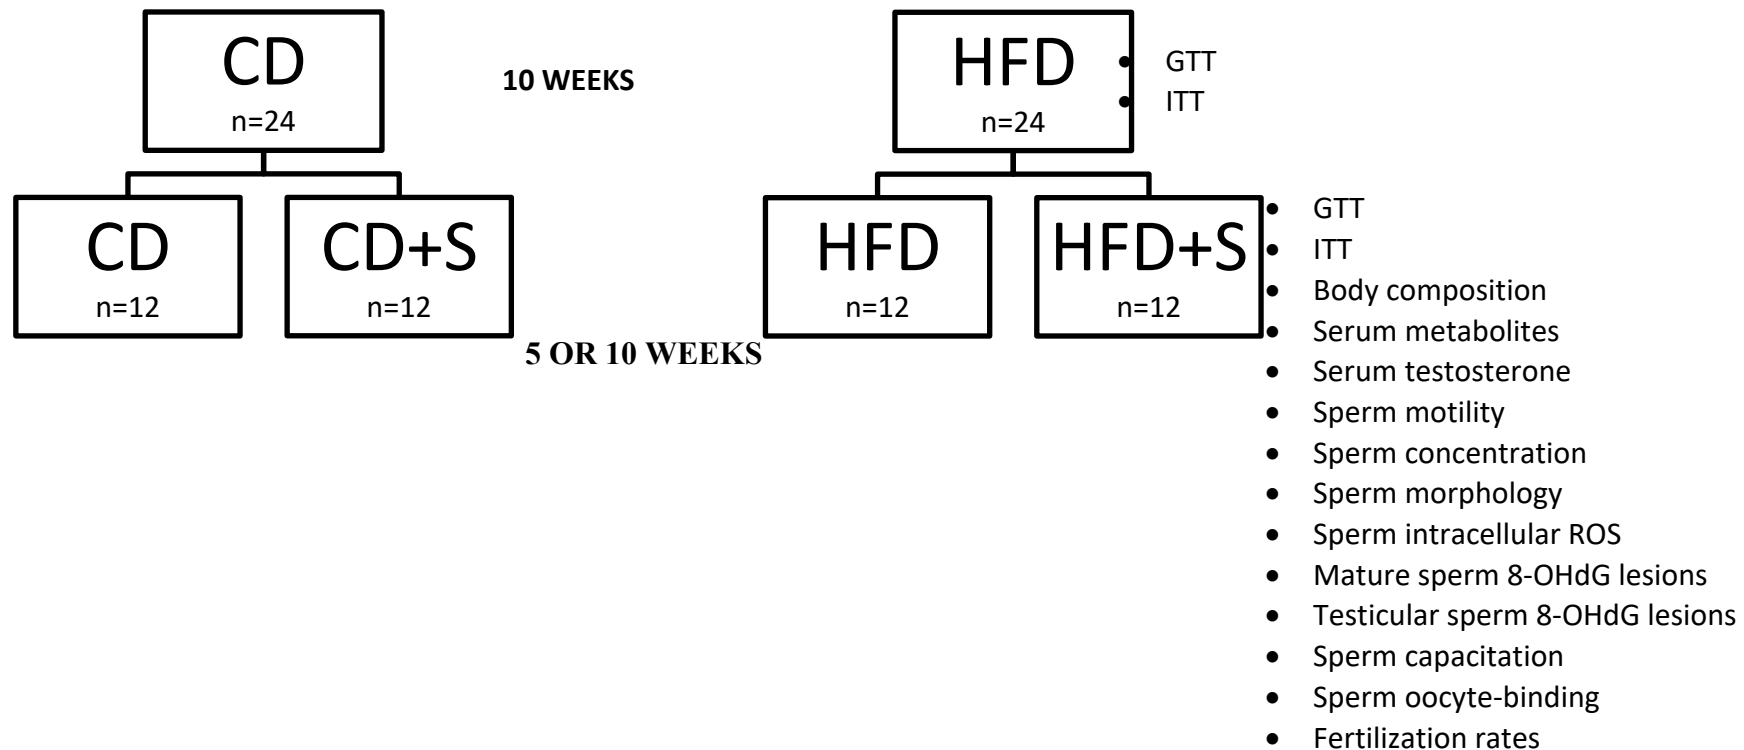 CD
n=24
10 WEEKS
HFD
n=24
• GTT
• ITT
CD
n=12
CD+S
n=12
HFD
n=12
HFD+S
n=12
5 OR 10 WEEKS
• GTT
• ITT
• Body composition
• Serum metabolites
• Serum testosterone
• Sperm motility
• Sperm concentration
• Sperm morphology
• Sperm intracellular ROS
• Mature sperm 8-OHdG lesions
• Testicular sperm 8-OHdG lesions
• Sperm capacitation
• Sperm oocyte-binding
• Fertilization rates